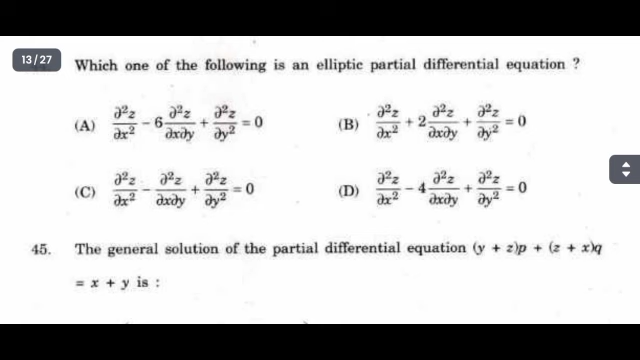 13/27
Which one of the following is an elliptic partial differential equation ?
(A) ∂²z/∂x² − 6 ∂²z/∂x∂y + ∂²z/∂y² = 0 (B) ∂²z/∂x² + 2 ∂²z/∂x∂y + ∂²z/∂y² = 0
(C) ∂²z/∂x² − ∂²z/∂x∂y + ∂²z/∂y² = 0 (D) ∂²z/∂x² − 4 ∂²z/∂x∂y + ∂²z/∂y² = 0
45. The general solution of the partial differential equation (y + z)p + (z + x)q
= x + y is :